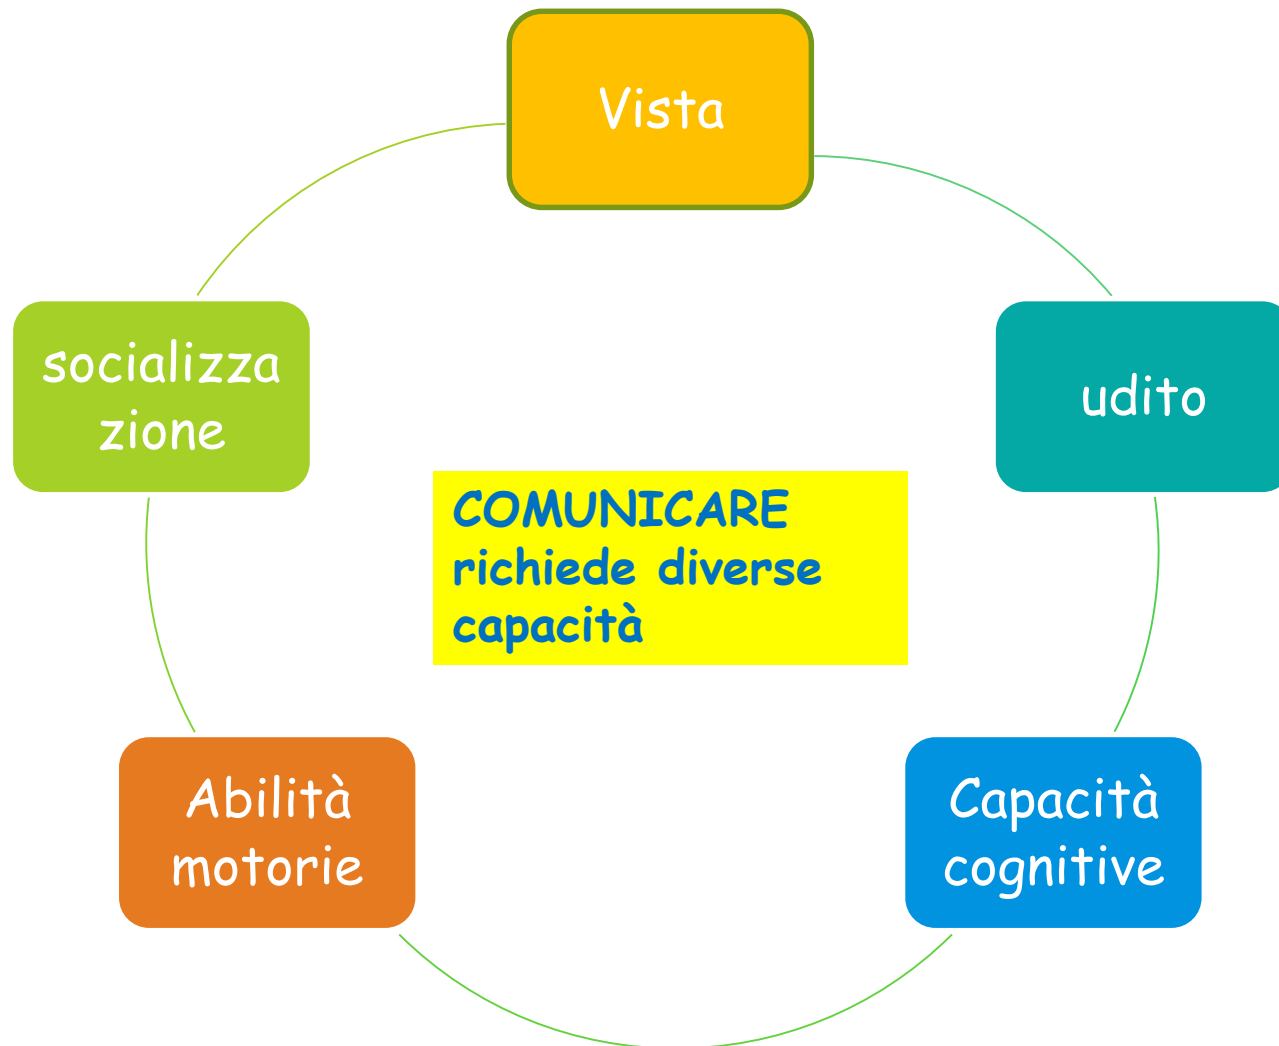 Vista
udito
Capacità
cognitive
Abilità
motorie
socializza
zione
COMUNICARE
richiede diverse
capacità